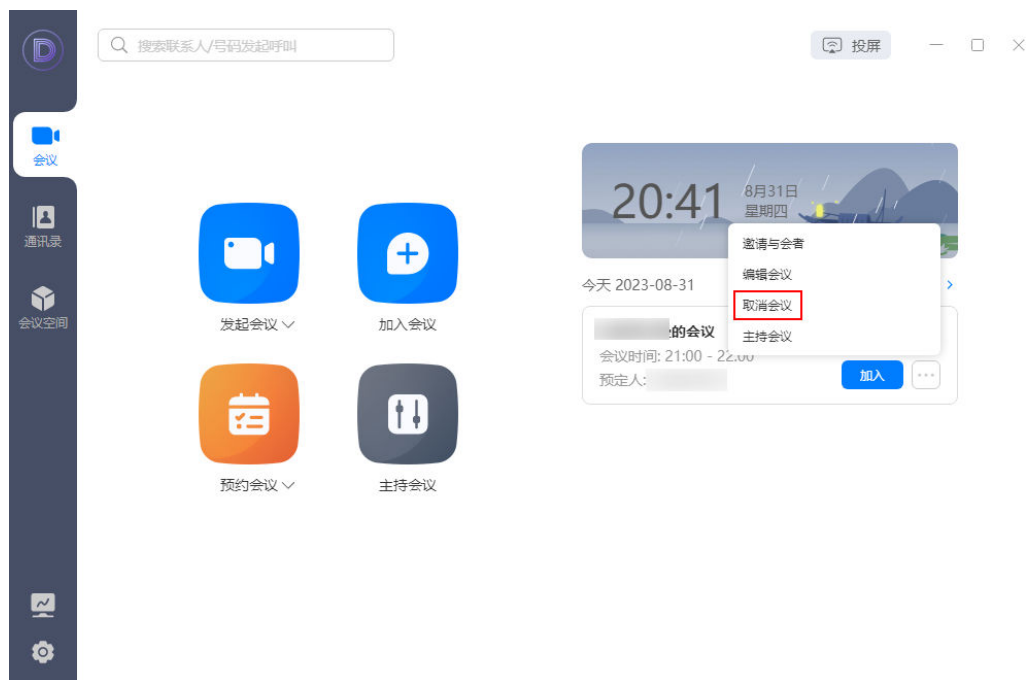 搜索联系人/号码发起呼叫
投屏
会议
通讯录
会议空间
发起会议
加入会议
预约会议
主持会议
20:41
8月31日
星期四
邀请与会者
编辑会议
取消会议
主持会议
今天 2023-08-31
的会议
会议时间: 21:00 - 22:00
预定人:
加入